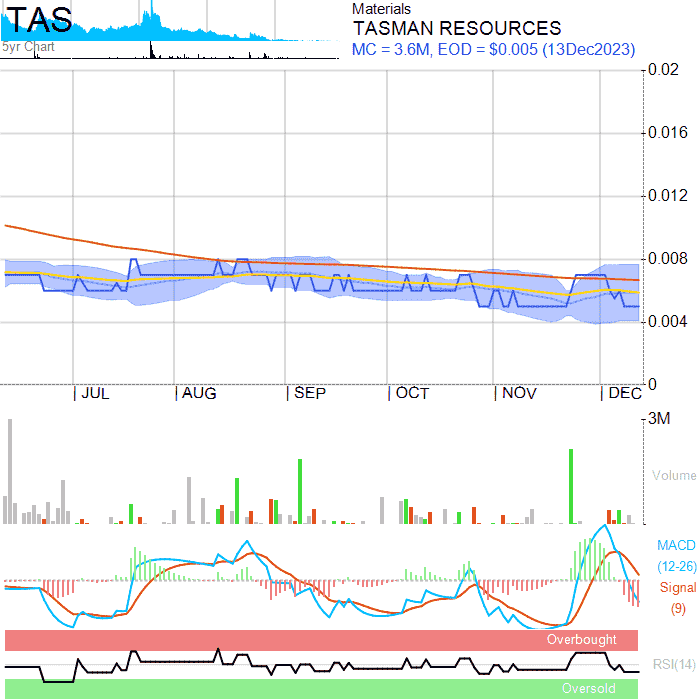 TAS
5yr Chart
Materials
TASMAN RESOURCES
MC = 3.6M, EOD = $0.005 (13Dec2023)
0.02
0.016
0.012
0.008
0.004
0
JUL AUG SEP OCT NOV DEC
3M
Volume
MACD
(12-26)
Signal
(9)
Overbought
RSI(14)
Oversold